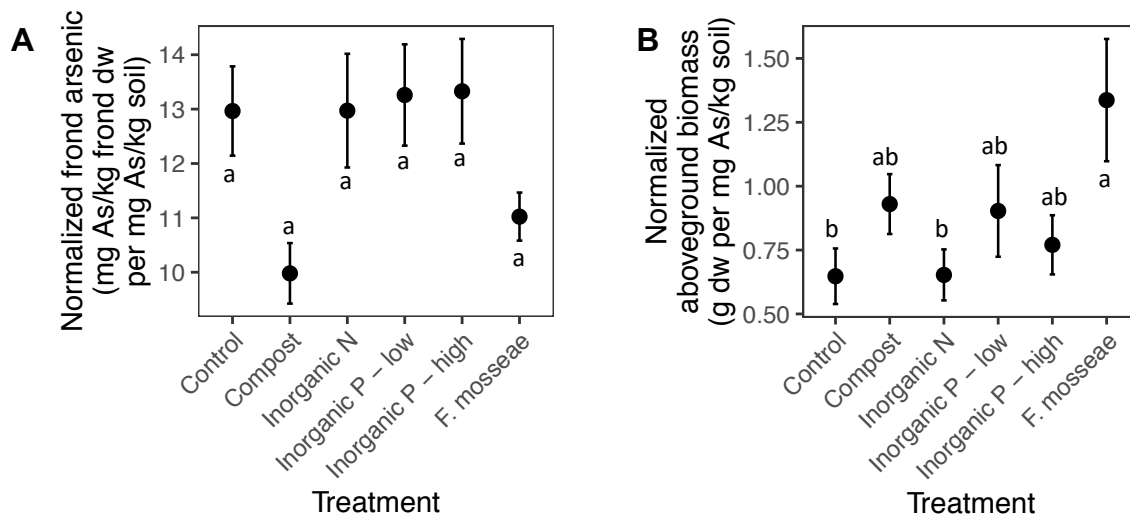 A
Normalized frond arsenic
(mg As/kg frond dw
per mg As/kg soil)
14
13
12
11
10
a
a
a
a
a
a
Control
Compost
Inorganic N
Inorganic P − low
Inorganic P − high
F. mosseae
Treatment
B
Normalized
aboveground biomass
(g dw per mg As/kg soil)
1.50
1.25
1.00
0.75
0.50
b
ab
b
ab
ab
a
Control
Compost
Inorganic N
Inorganic P − low
Inorganic P − high
F. mosseae
Treatment